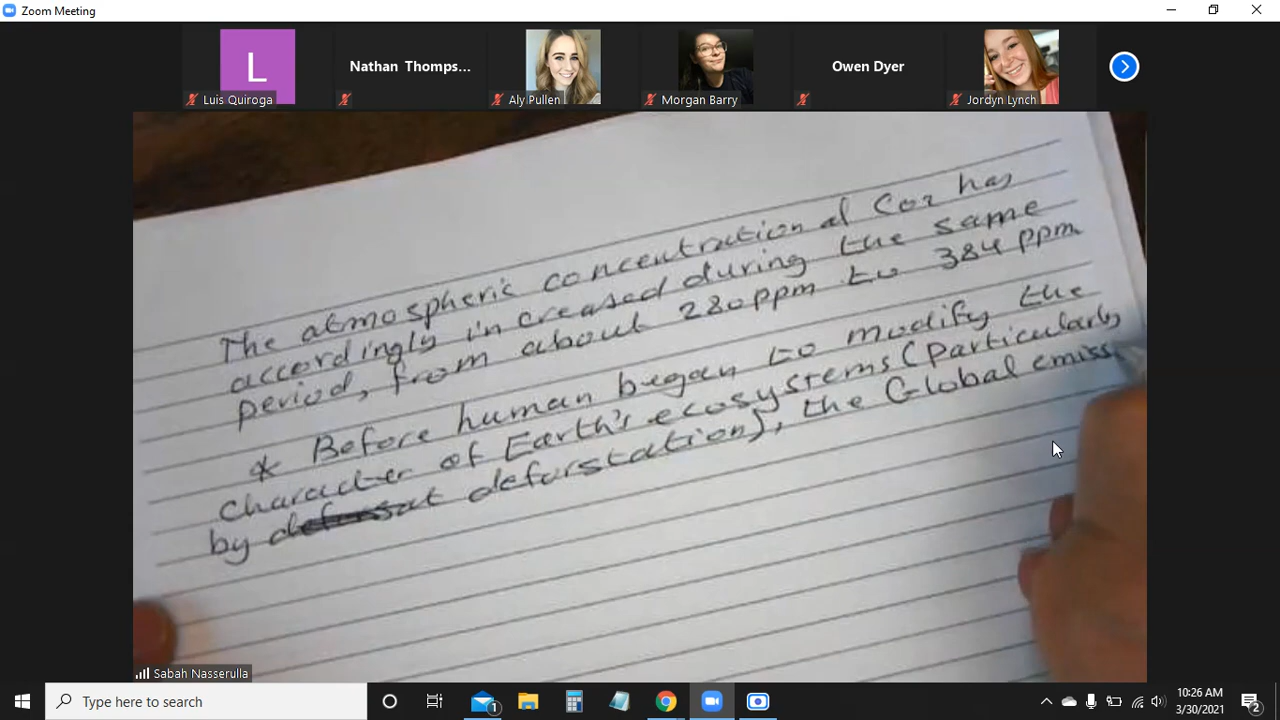 Zoom Meeting
L
Luis Quiroga
Nathan Thomps...
Aly Pullen
Morgan Barry
Owen Dyer
Jordyn Lynch
The atmospheric concentration al Co2 has
accordingly increased during the same
period, from about 280ppm to 384 ppm
* Before human began to modify the
character of Earth's ecosystems (particularly
by deforstation), the Global emiss
Sabah Nasserulla
Type here to search
1
10:26 AM
3/30/2021
2